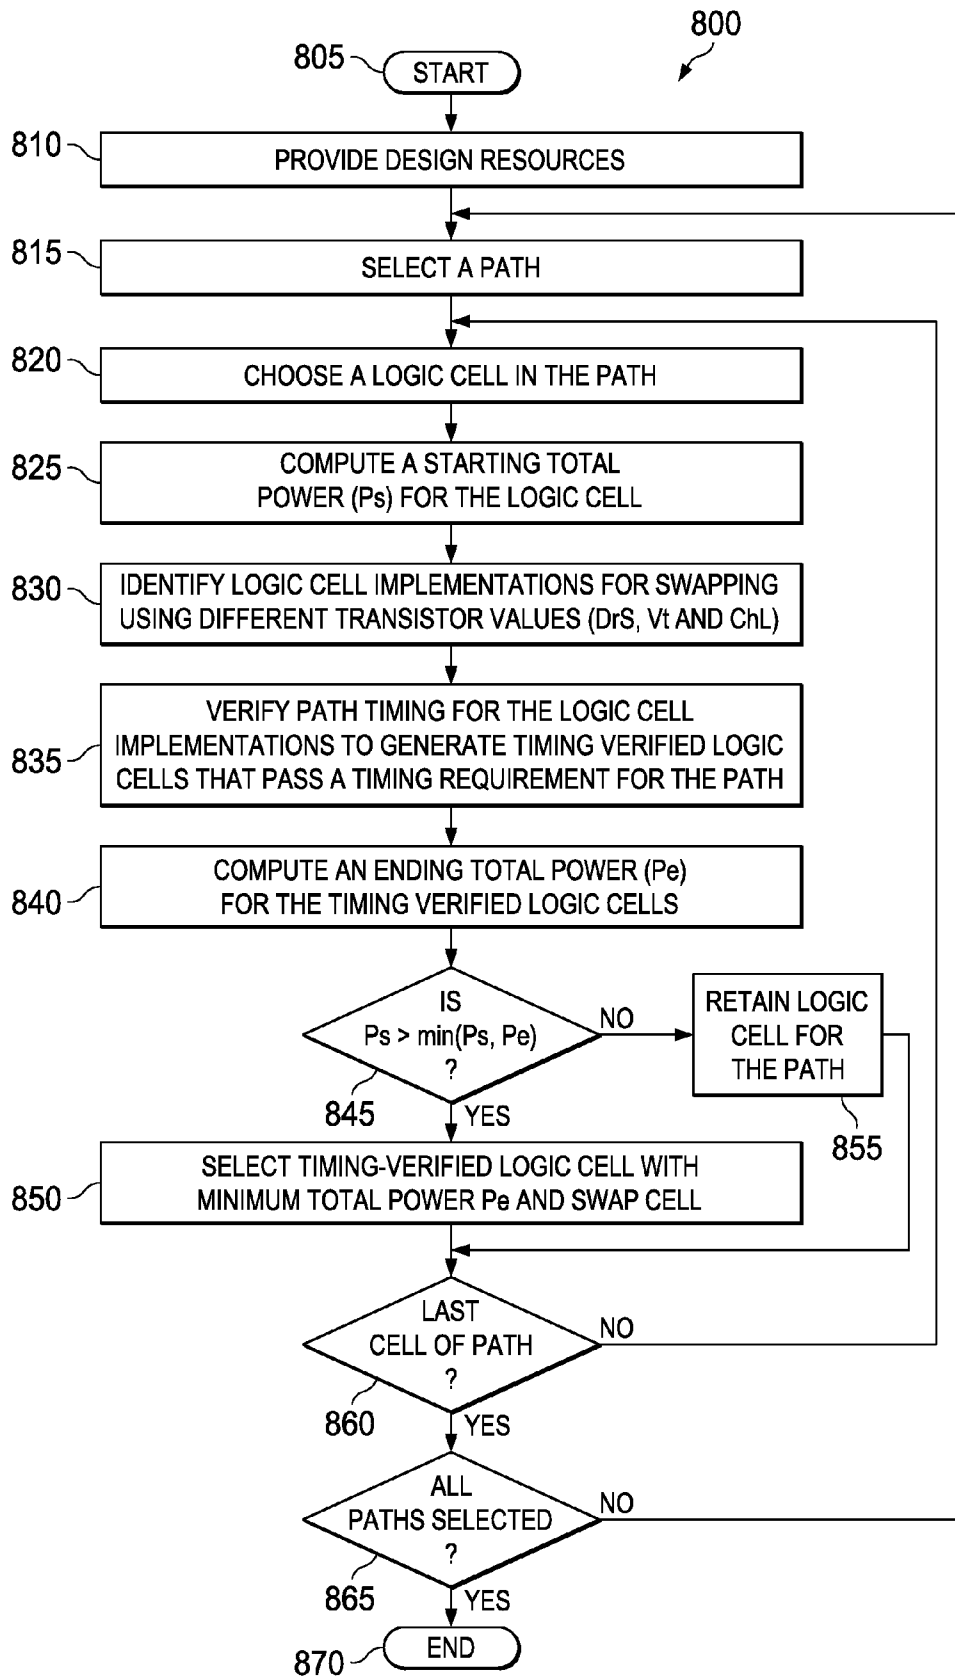 800
805
START
810
PROVIDE DESIGN RESOURCES
815
SELECT A PATH
820
CHOOSE A LOGIC CELL IN THE PATH
825
COMPUTE A STARTING TOTAL
POWER (Ps) FOR THE LOGIC CELL
830
IDENTIFY LOGIC CELL IMPLEMENTATIONS FOR SWAPPING
USING DIFFERENT TRANSISTOR VALUES (DrS, Vt AND ChL)
835
VERIFY PATH TIMING FOR THE LOGIC CELL
IMPLEMENTATIONS TO GENERATE TIMING VERIFIED LOGIC
CELLS THAT PASS A TIMING REQUIREMENT FOR THE PATH
840
COMPUTE AN ENDING TOTAL POWER (Pe)
FOR THE TIMING VERIFIED LOGIC CELLS
IS
Ps > min(Ps, Pe)
?
845
NO
YES
RETAIN LOGIC
CELL FOR
THE PATH
855
850
SELECT TIMING-VERIFIED LOGIC CELL WITH
MINIMUM TOTAL POWER Pe AND SWAP CELL
LAST
CELL OF PATH
?
860
NO
YES
ALL
PATHS SELECTED
?
865
NO
YES
870
END